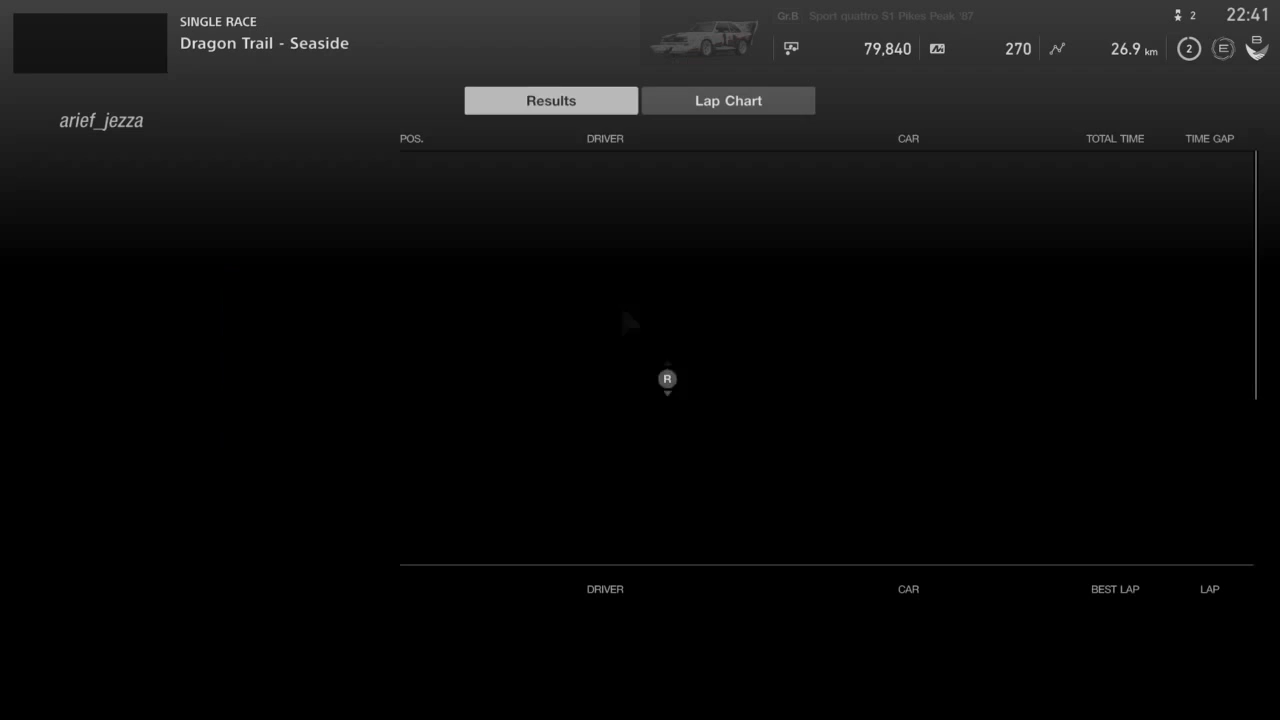 SINGLE RACE
Dragon Trail - Seaside
Gr.B Sport quattro S1 Pikes Peak '87
2 22:41
79,840 270 26.9 km 2 E B
Results Lap Chart
arief_jezza
POS. DRIVER CAR TOTAL TIME TIME GAP
R
DRIVER CAR BEST LAP LAP